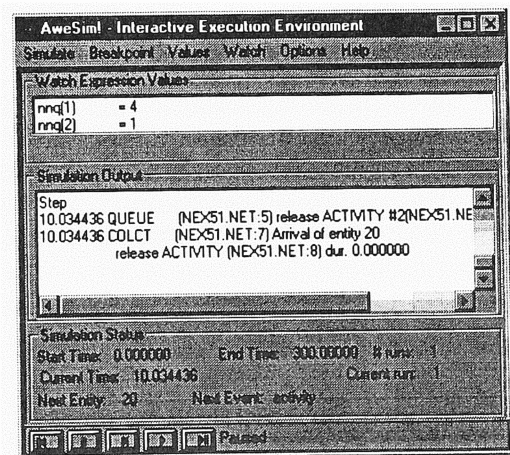 AweSim! - Interactive Execution Environment
Simulate Breakpoint Values Watch Options Help
Watch Expression Values
nnq(1) = 4
nnq(2) = 1
Simulation Output
Step
10.034436 QUEUE (NEX51.NET:5) release ACTIVITY #2(NEX51.NE
10.034436 COLCT (NEX51.NET:7) Arrival of entity 20
release ACTIVITY (NEX51.NET:8) dur. 0.000000
Simulation Status
Start Time: 0.000000 End Time: 300.00000 # runs: 1
Current Time: 10.034436 Current run: 1
Next Entity: 20 Next Event: activity
Paused